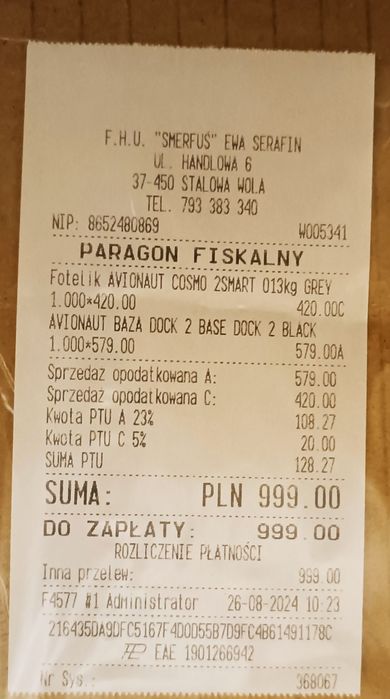 F.H.U. "SMERFUŚ" EWA SERAFIN
UL. HANDLOWA 6
37-450 STALOWA WOLA
TEL. 793 383 340
NIP: 8652480869 W005341
PARAGON FISKALNY
Fotelik AVIONAUT COSMO 2SMART 013kg GREY
1.000*420.00 420.00C
AVIONAUT BAZA DOCK 2 BASE DOCK 2 BLACK
1.000*579.00 579.00A
Sprzedaż opodatkowana A: 579.00
Sprzedaż opodatkowana C: 420.00
Kwota PTU A 23% 108.27
Kwota PTU C 5% 20.00
SUMA PTU 128.27
SUMA: PLN 999.00
DO ZAPŁATY: 999.00
ROZLICZENIE PŁATNOŚCI
Inna przelew: 999.00
F4577 #1 Administrator 26-08-2024 10:23
216435DA9DFC5167F4D0D55B7D9FC4B61491178C
EAE 1901266942
Nr Sys.: 368067